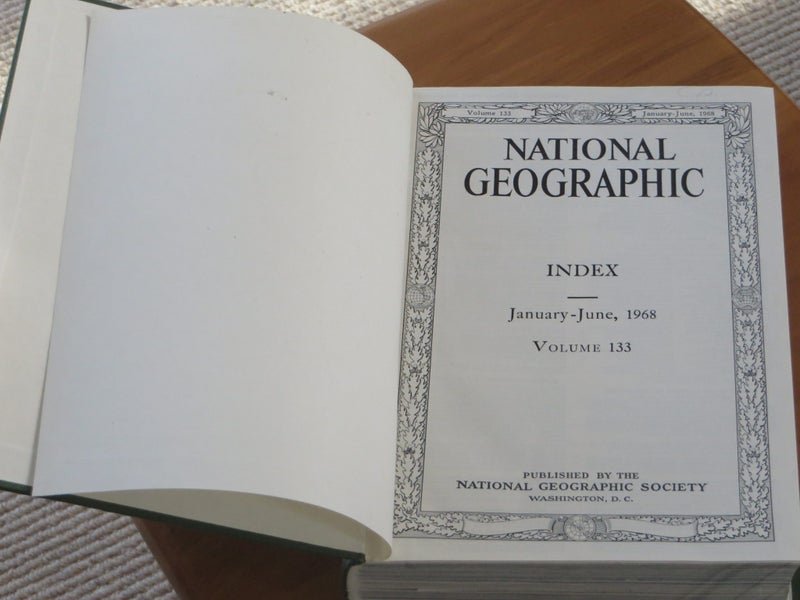 Volume 133 January-June, 1968
NATIONAL
GEOGRAPHIC
INDEX
January-June, 1968
VOLUME 133
PUBLISHED BY THE
NATIONAL GEOGRAPHIC SOCIETY
WASHINGTON, D. C.